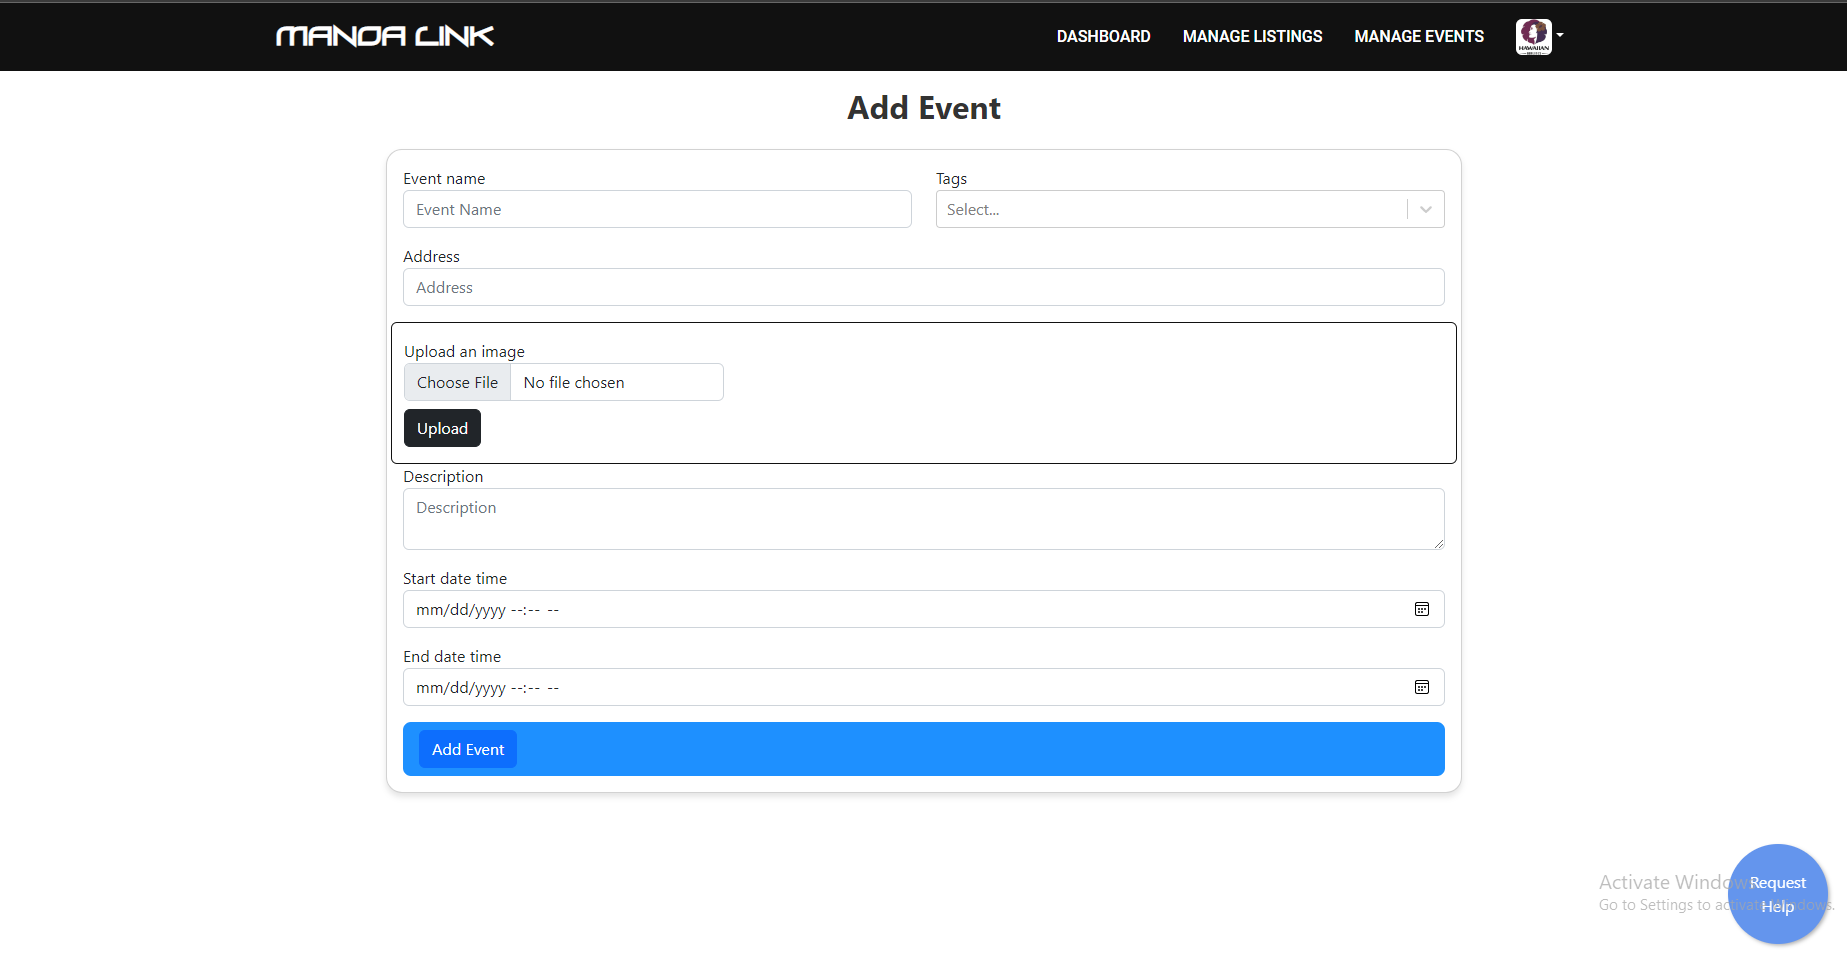 MANOA LINK
DASHBOARD
MANAGE LISTINGS
MANAGE EVENTS
HAWAIIAN
Add Event
Event name
Tags
Event Name
Select...
Address
Address
Upload an image
Choose File
No file chosen
Upload
Description
Description
Start date time
mm/dd/yyyy --:-- --
End date time
mm/dd/yyyy --:-- --
Add Event
Request
Help
Activate Windows
Go to Settings to activate Windows.